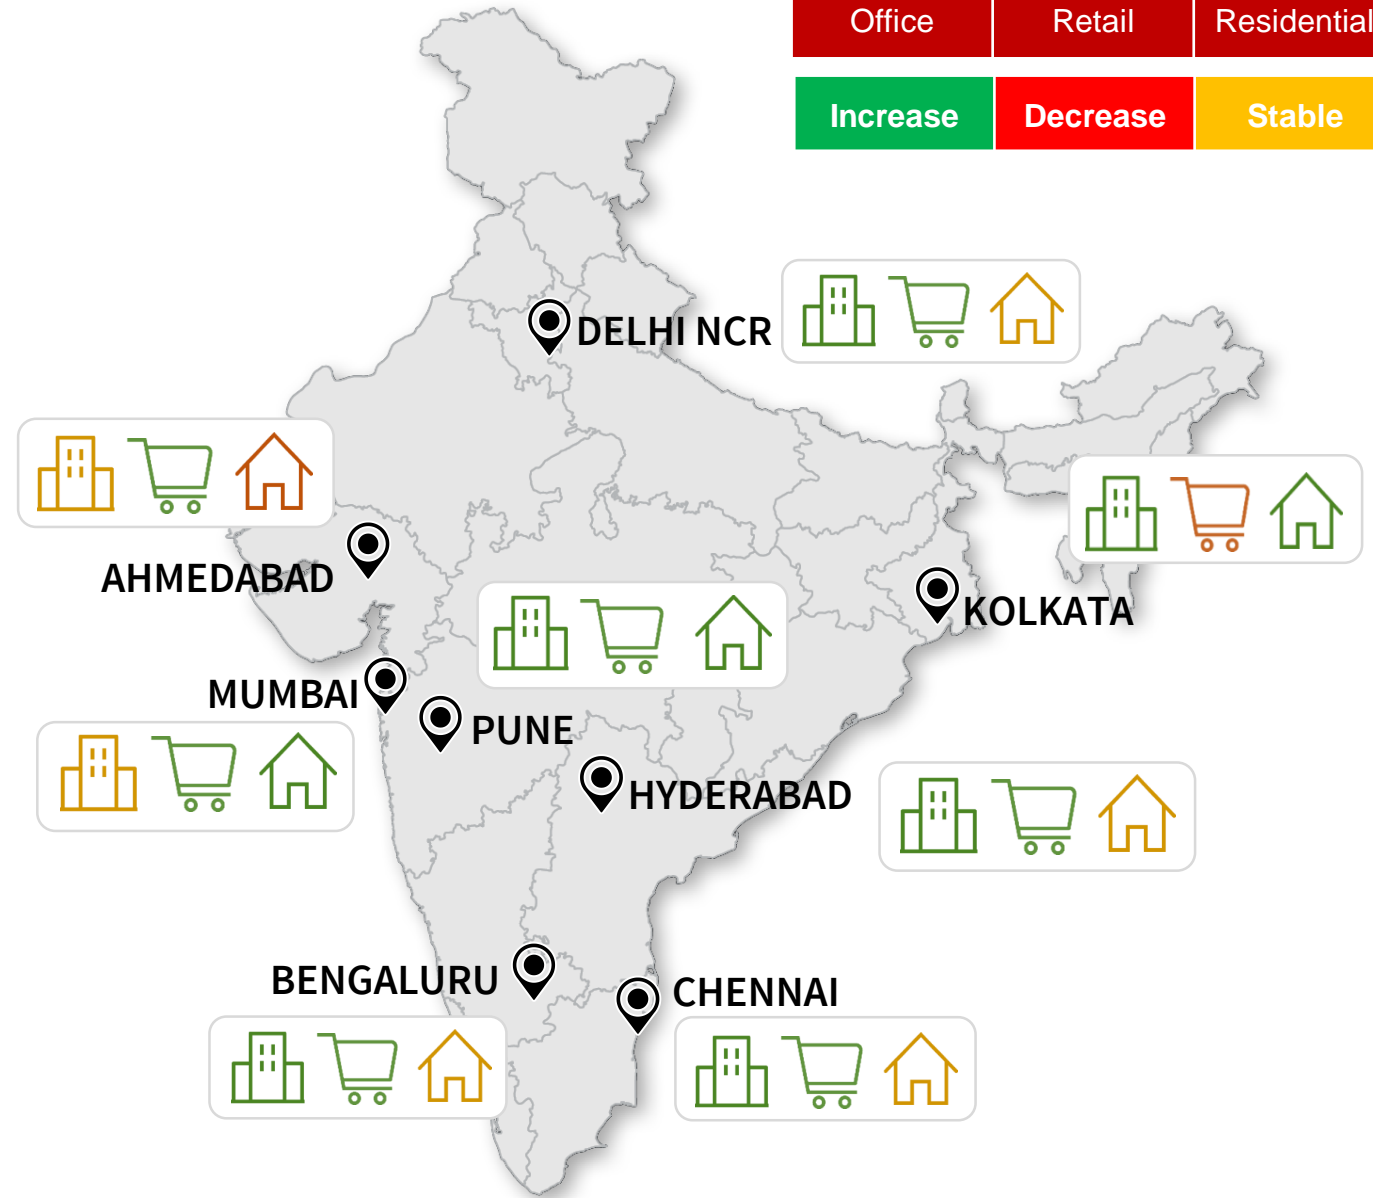 Office Retail Residential
Increase Decrease Stable
DELHI NCR
AHMEDABAD
KOLKATA
MUMBAI
PUNE
HYDERABAD
BENGALURU
CHENNAI